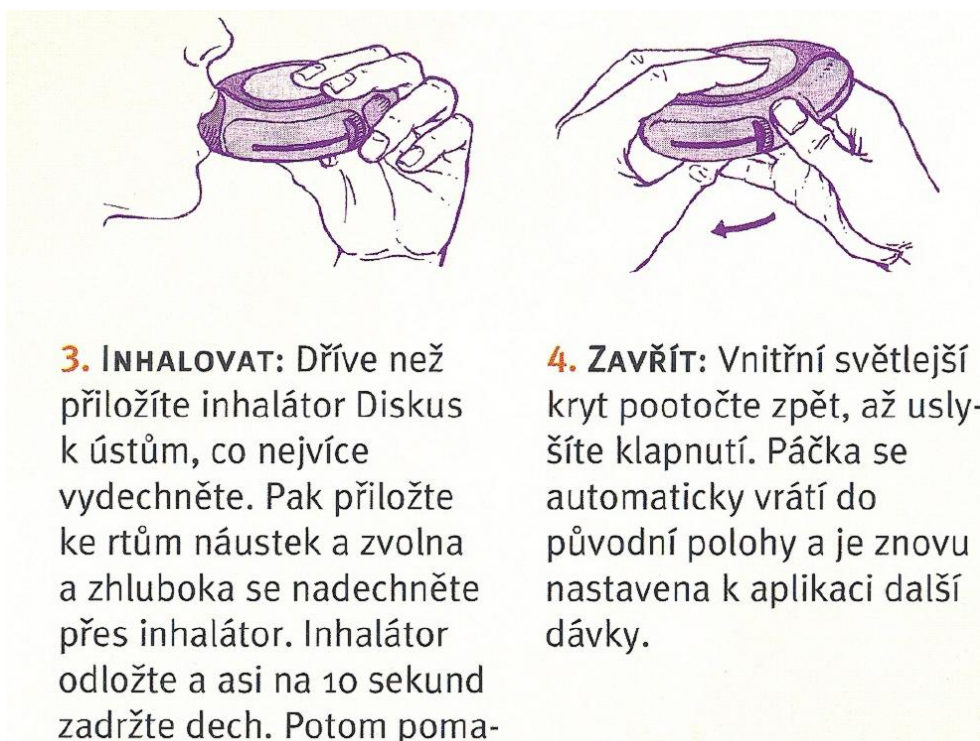 3. INHALOVAT: Dříve než
přiložíte inhalátor Diskus
k ústům, co nejvíce
vydechněte. Pak přiložte
ke rtům náustek a zvolna
a zhluboka se nadechněte
přes inhalátor. Inhalátor
odložte a asi na 10 sekund
zadržte dech. Potom poma-
4. ZAVŘÍT: Vnitřní světlejší
kryt pootočte zpět, až usly-
šíte klapnutí. Páčka se
automaticky vrátí do
původní polohy a je znovu
nastavena k aplikaci další
dávky.